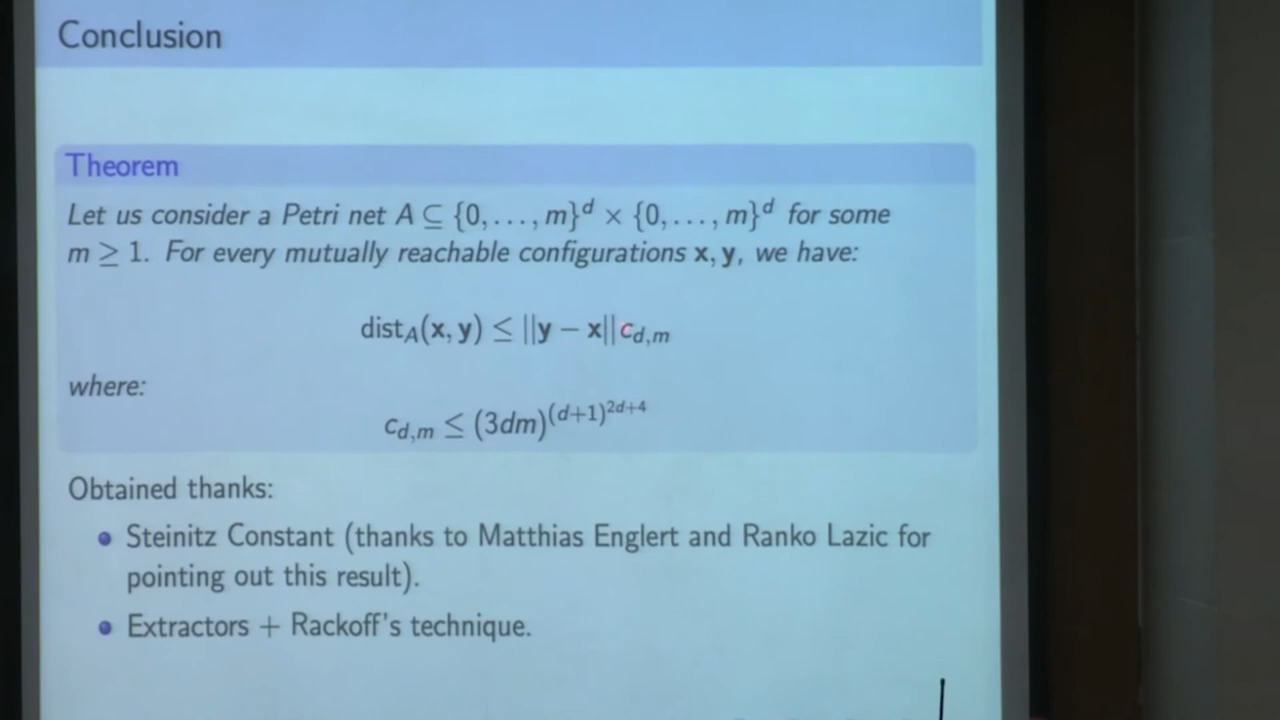 Conclusion
Theorem
Let us consider a Petri net A ⊆ {0, . . . , m}^d × {0, . . . , m}^d for some
m ≥ 1. For every mutually reachable configurations x, y, we have:
dist_A(x, y) ≤ ||y − x|| c_{d,m}
where:
c_{d,m} ≤ (3dm)^{(d+1)^{2d+4}}
Obtained thanks:
• Steinitz Constant (thanks to Matthias Englert and Ranko Lazic for
pointing out this result).
• Extractors + Rackoff's technique.